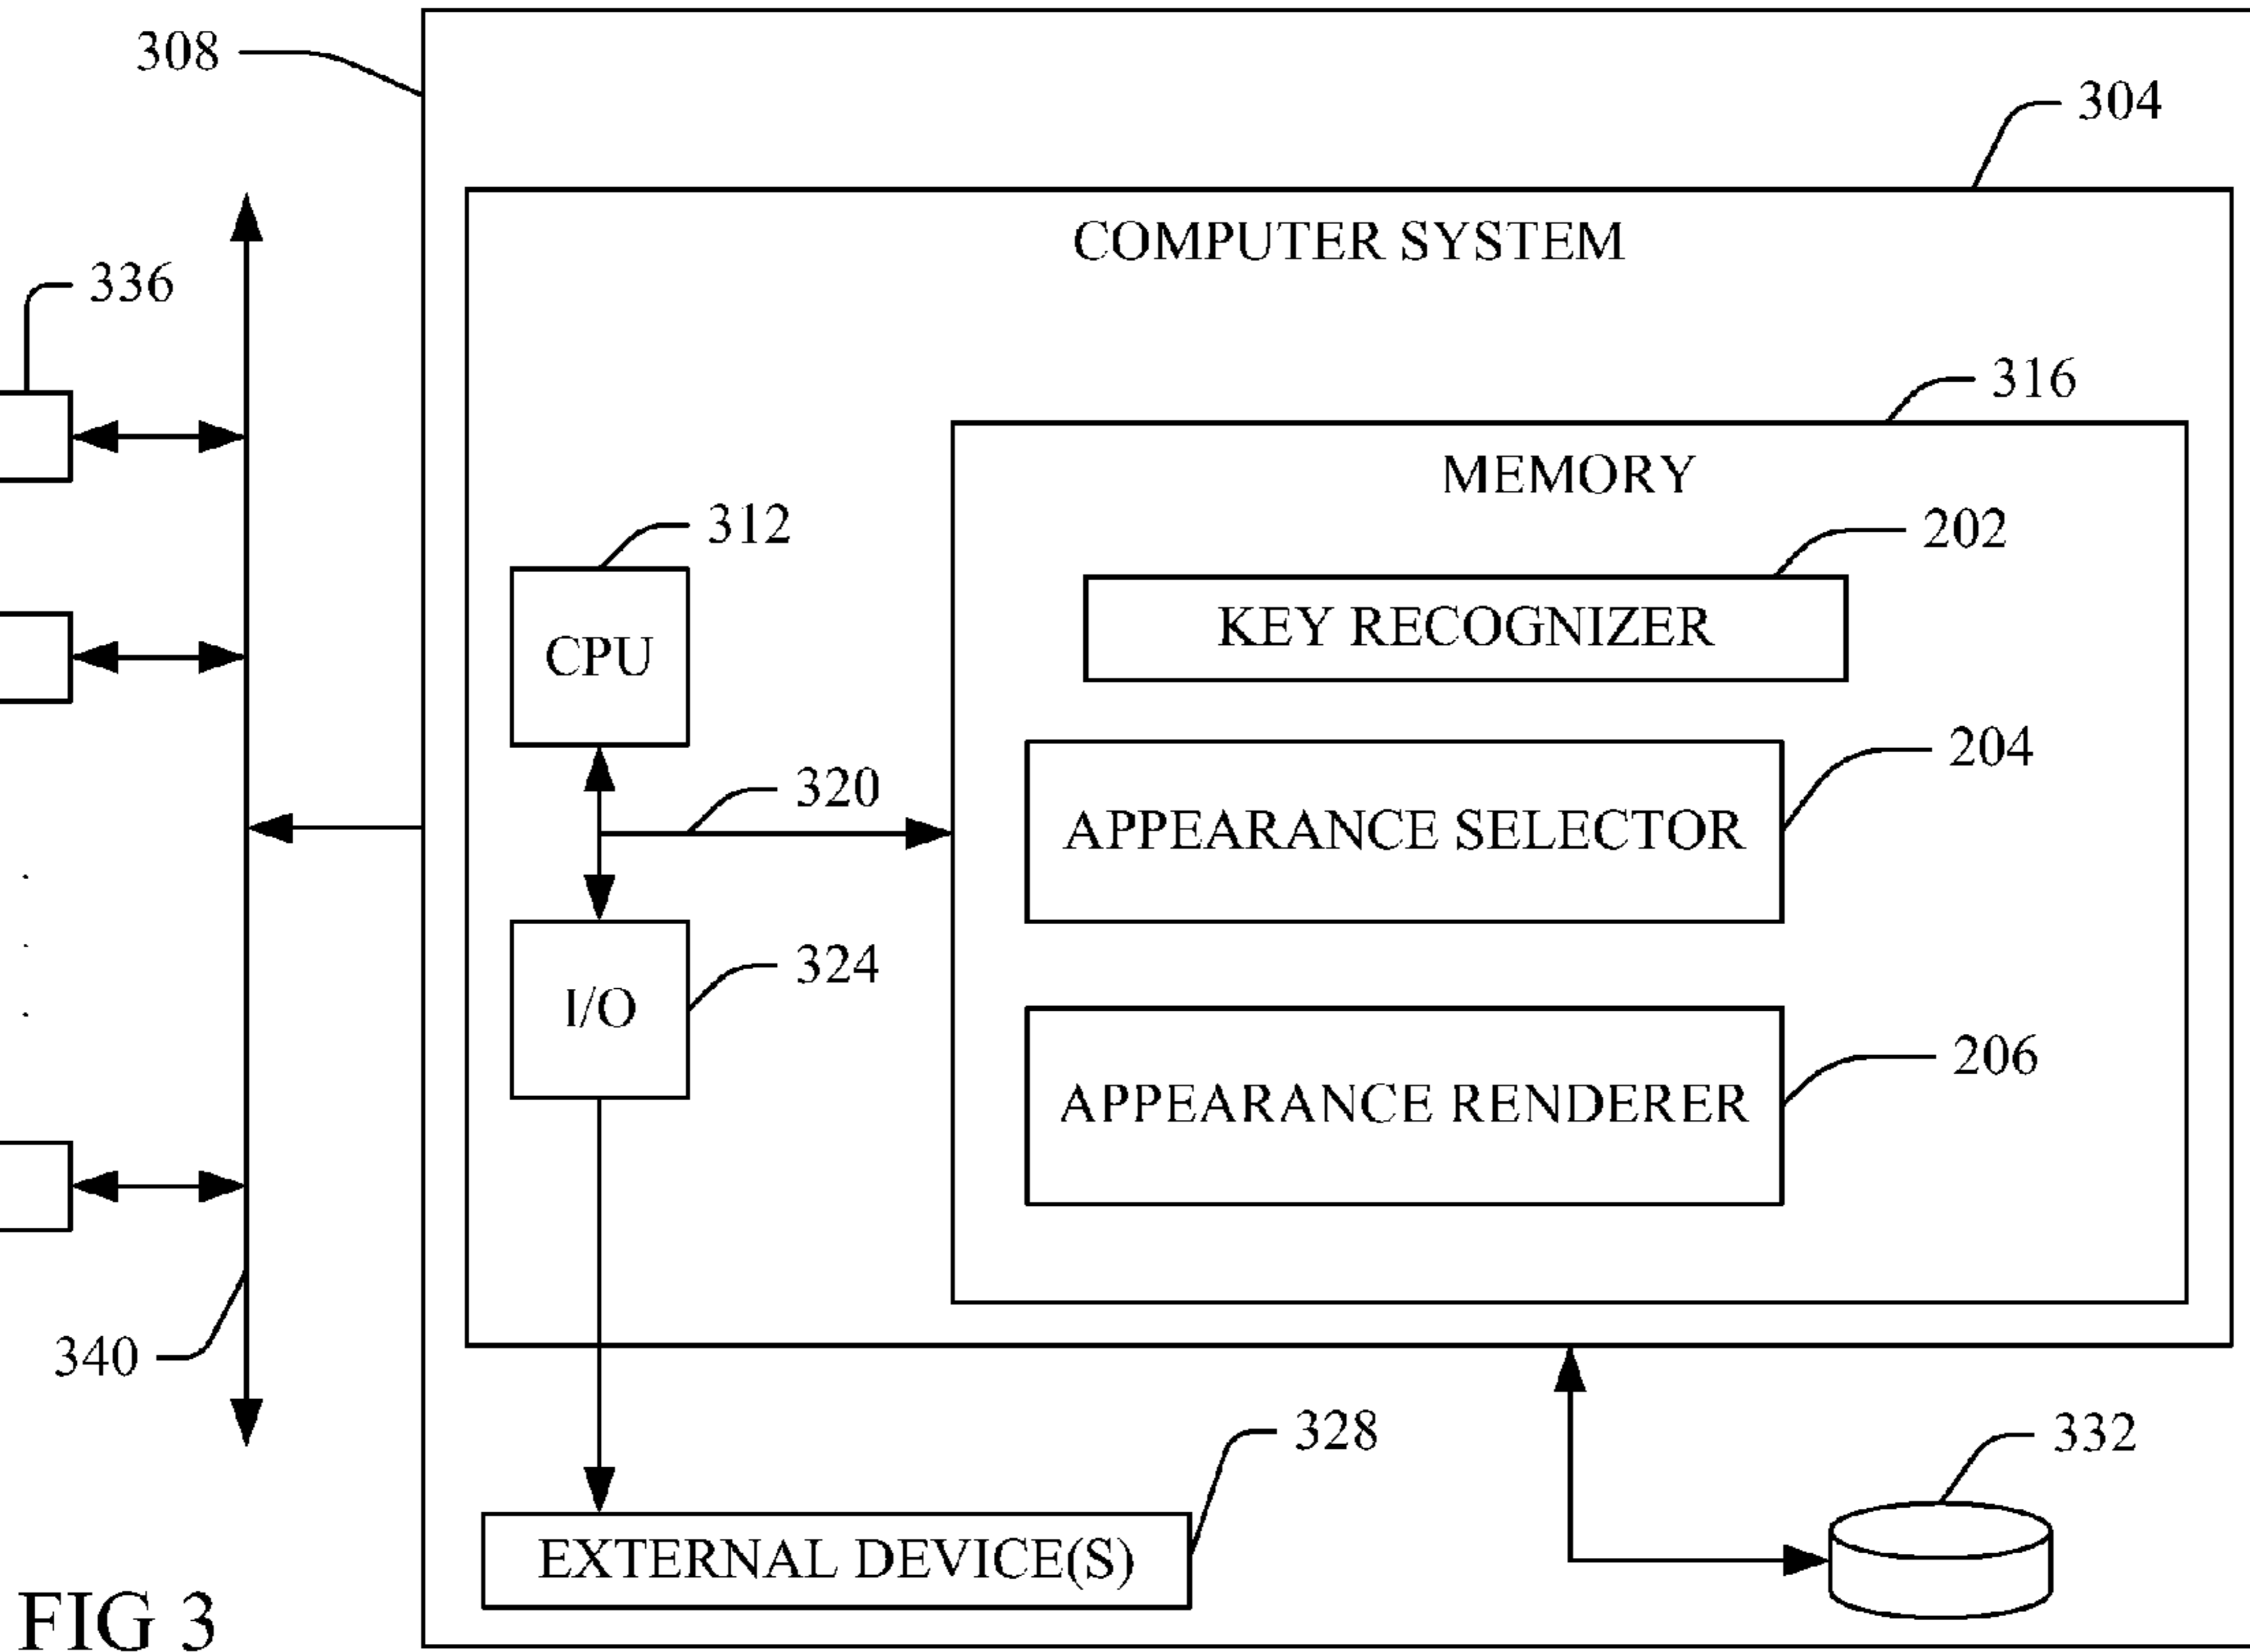 308
304
COMPUTER SYSTEM
336
316
MEMORY
312
202
KEY RECOGNIZER
CPU
204
320
APPEARANCE SELECTOR
324
I/O
206
APPEARANCE RENDERER
340
328
332
EXTERNAL DEVICE(S)
FIG 3